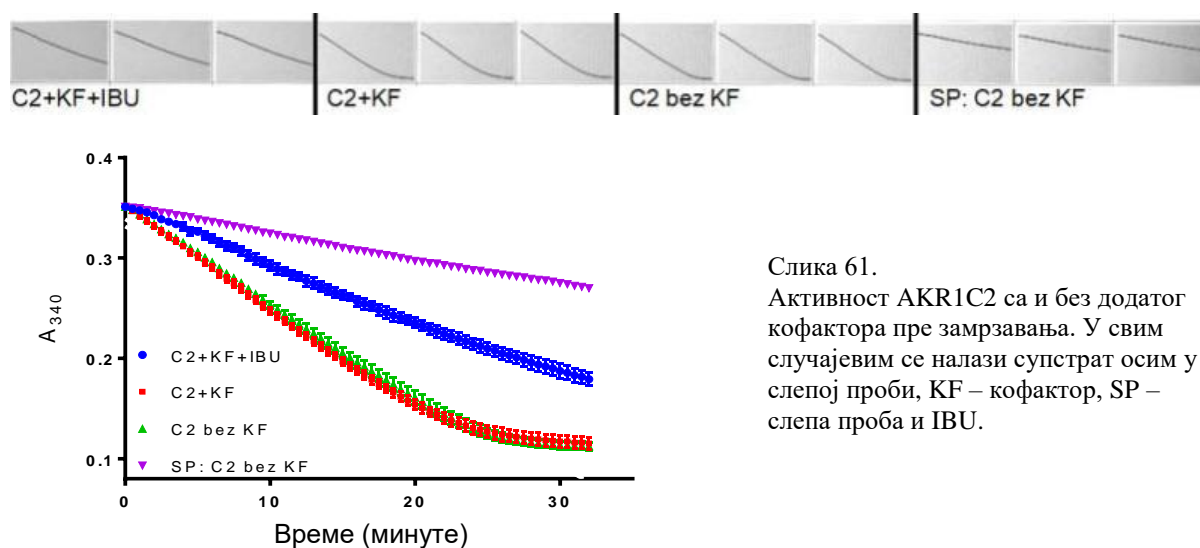 C2+KF+IBU
C2+KF
C2 bez KF
SP: C2 bez KF
0.4
0.3
0.2
0.1
A340
C2+KF+IBU
C2+KF
C2 bez KF
SP: C2 bez KF
0 10 20 30
Време (минуте)
Слика 61.
Активност AKR1C2 са и без додатог
кофактора пре замрзавања. У свим
случајевим се налази супстрат осим у
слепој проби, KF – кофактор, SP –
слепа проба и IBU.